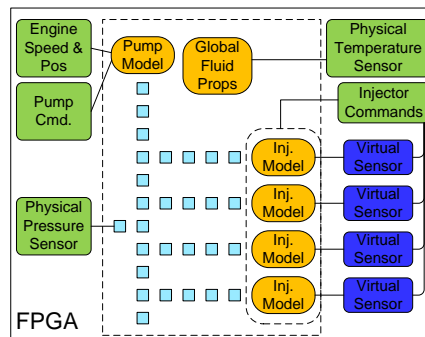 Engine
Speed &
Pos
Pump
Model
Global
Fluid
Props
Physical
Temperature
Sensor
Pump
Cmd.
Injector
Commands
Inj.
Model
Virtual
Sensor
Inj.
Model
Virtual
Sensor
Physical
Pressure
Sensor
Inj.
Model
Virtual
Sensor
Inj.
Model
Virtual
Sensor
FPGA